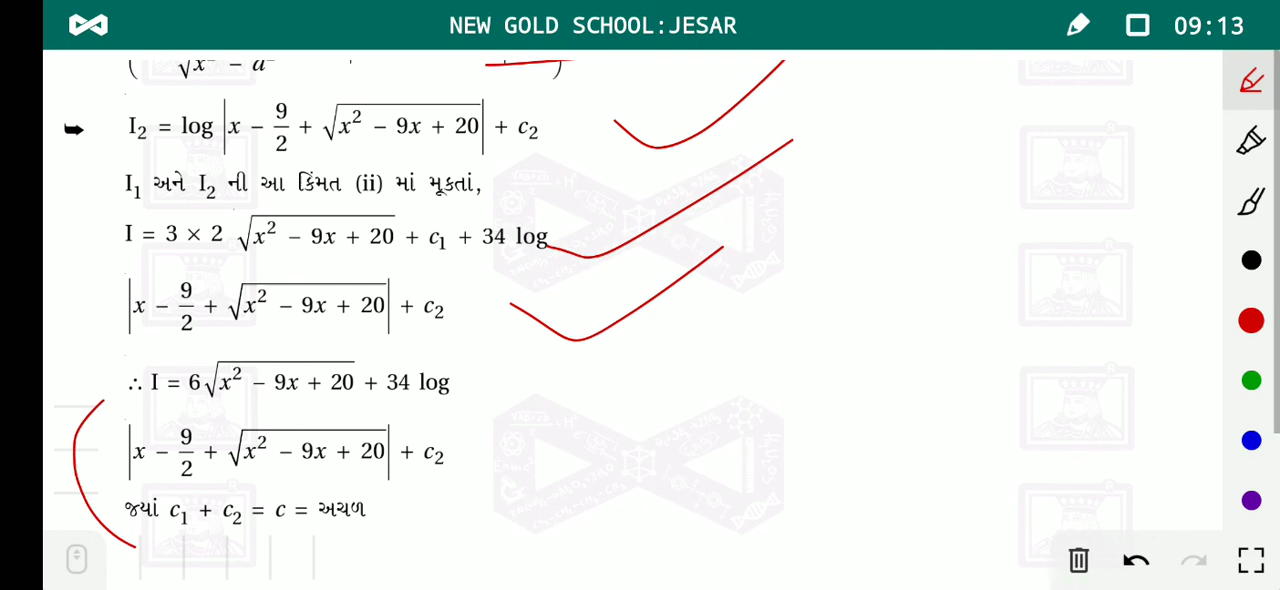 NEW GOLD SCHOOL:JESAR 09:13
√x² − a²
I₂ = log |x − 9/2 + √(x² − 9x + 20)| + c₂
I₁ અને I₂ ની આ કિંમત (ii) માં મૂકતાં,
I = 3 × 2 √(x² − 9x + 20) + c₁ + 34 log
|x − 9/2 + √(x² − 9x + 20)| + c₂
∴ I = 6√(x² − 9x + 20) + 34 log
|x − 9/2 + √(x² − 9x + 20)| + c₂
જ્યાં c₁ + c₂ = c = અચળ